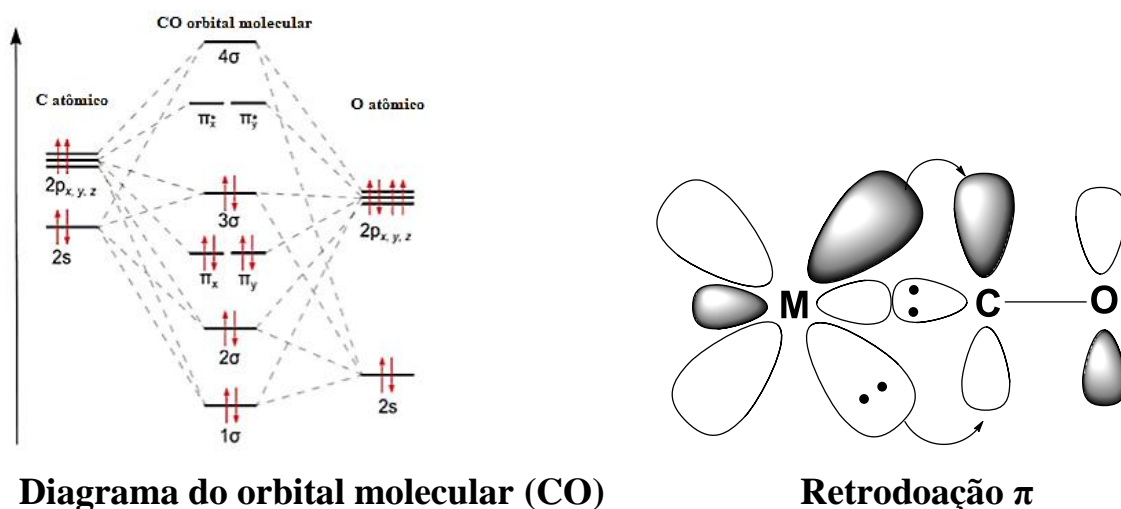 CO orbital molecular
4σ
C atômico
O atômico
π*x π*y
2px, y, z
3σ
2px, y, z
2s
πx πy
2σ
2s
1σ
M C O
Diagrama do orbital molecular (CO)
Retrodoação π